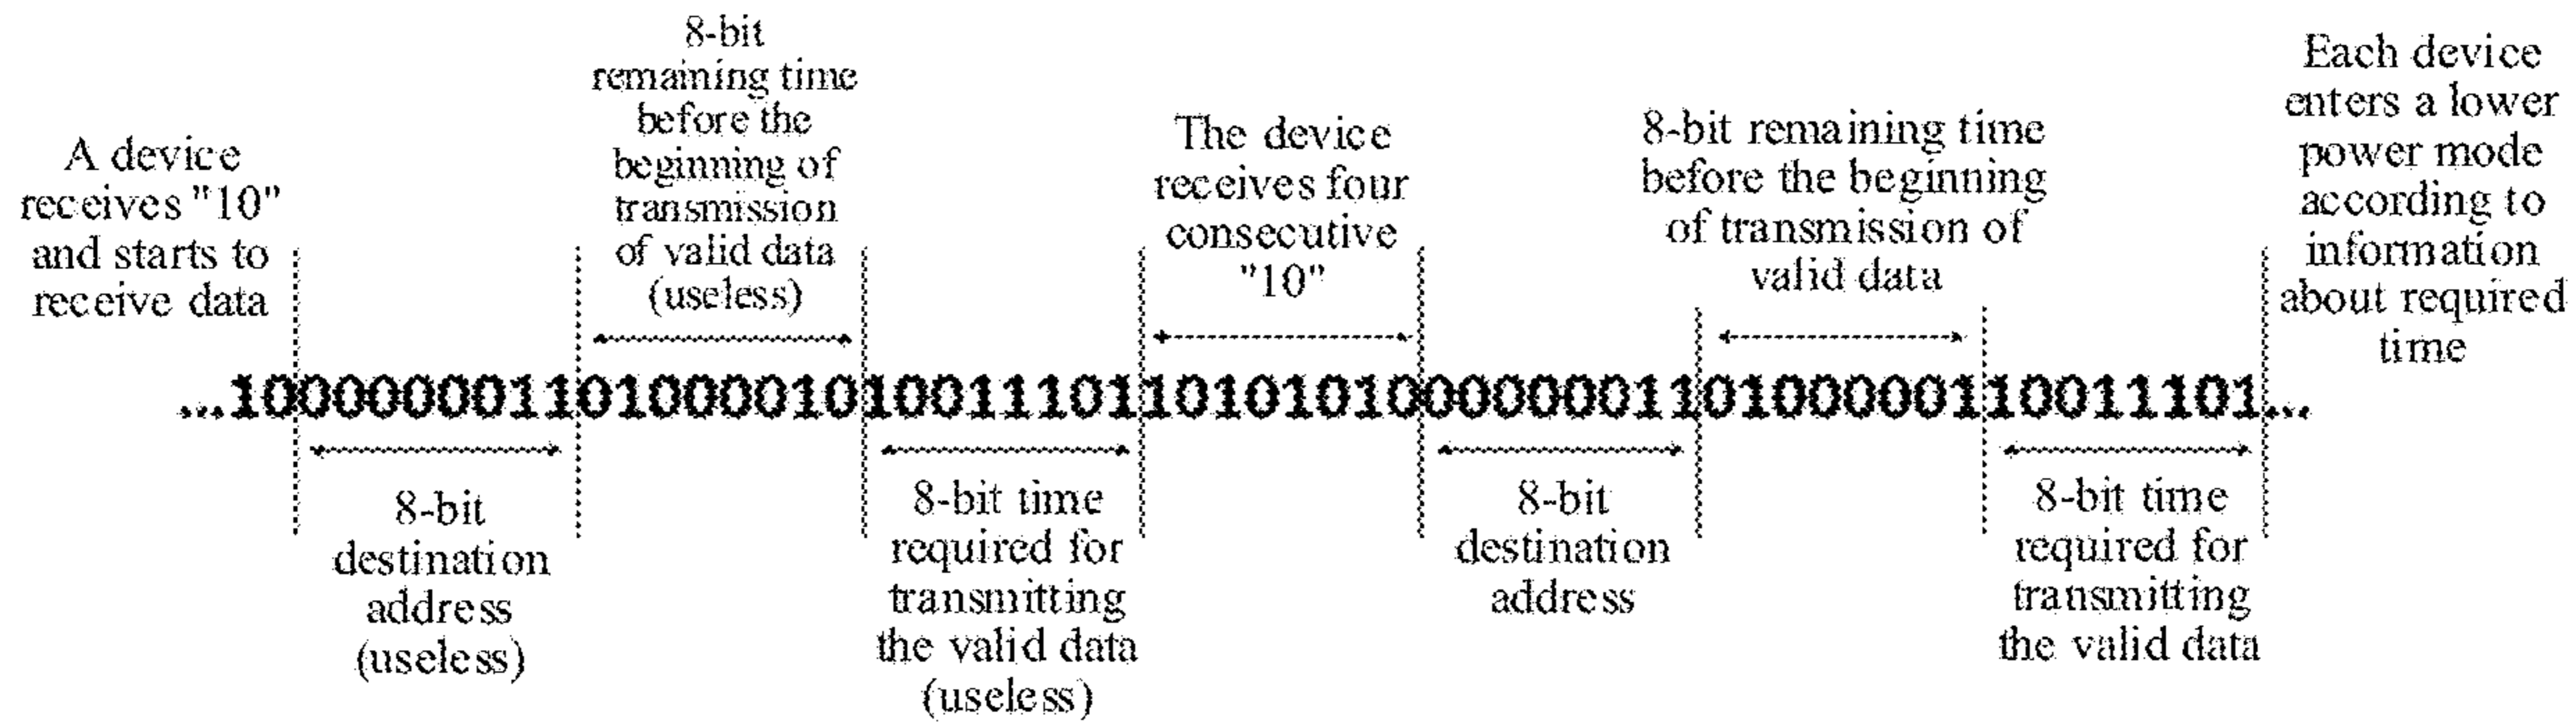 A device
receives "10"
and starts to
receive data
8-bit
remaining time
before the
beginning of
transmission
of valid data
(useless)
The device
receives four
consecutive
"10"
8-bit remaining time
before the beginning
of transmission of
valid data
Each device
enters a lower
power mode
according to
information
about required
time
...1000000011010000101001110110101010000000110100000110011101...
8-bit
destination
address
(useless)
8-bit time
required for
transmitting
the valid data
(useless)
8-bit
destination
address
8-bit time
required for
transmitting
the valid data